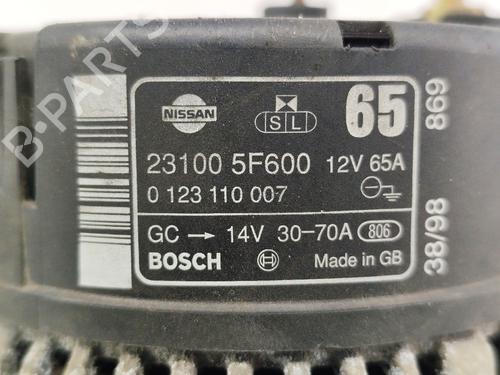 NISSAN
S L
65
869
23100 5F600 12V 65A
0 123 110 007
GC → 14V 30-70A 806
38/98
BOSCH Made in GB
B-PARTS